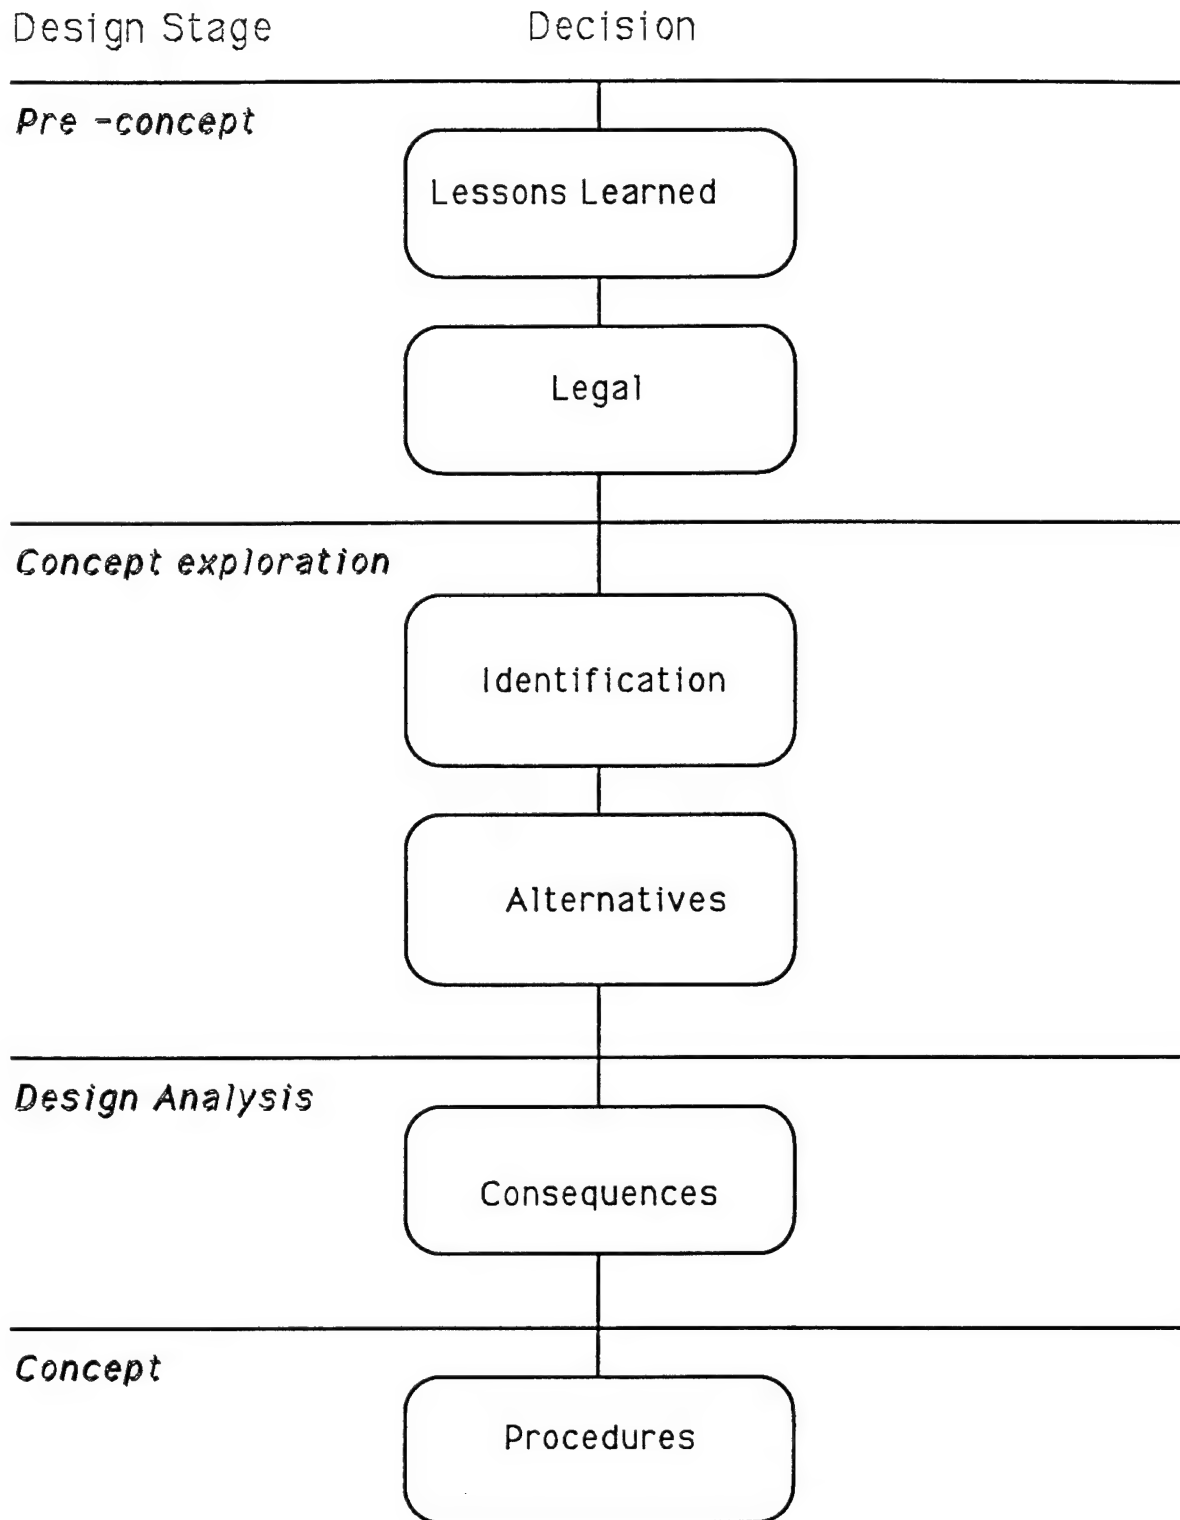 Design Stage Decision
Pre -concept
Lessons Learned
Legal
Concept exploration
Identification
Alternatives
Design Analysis
Consequences
Concept
Procedures